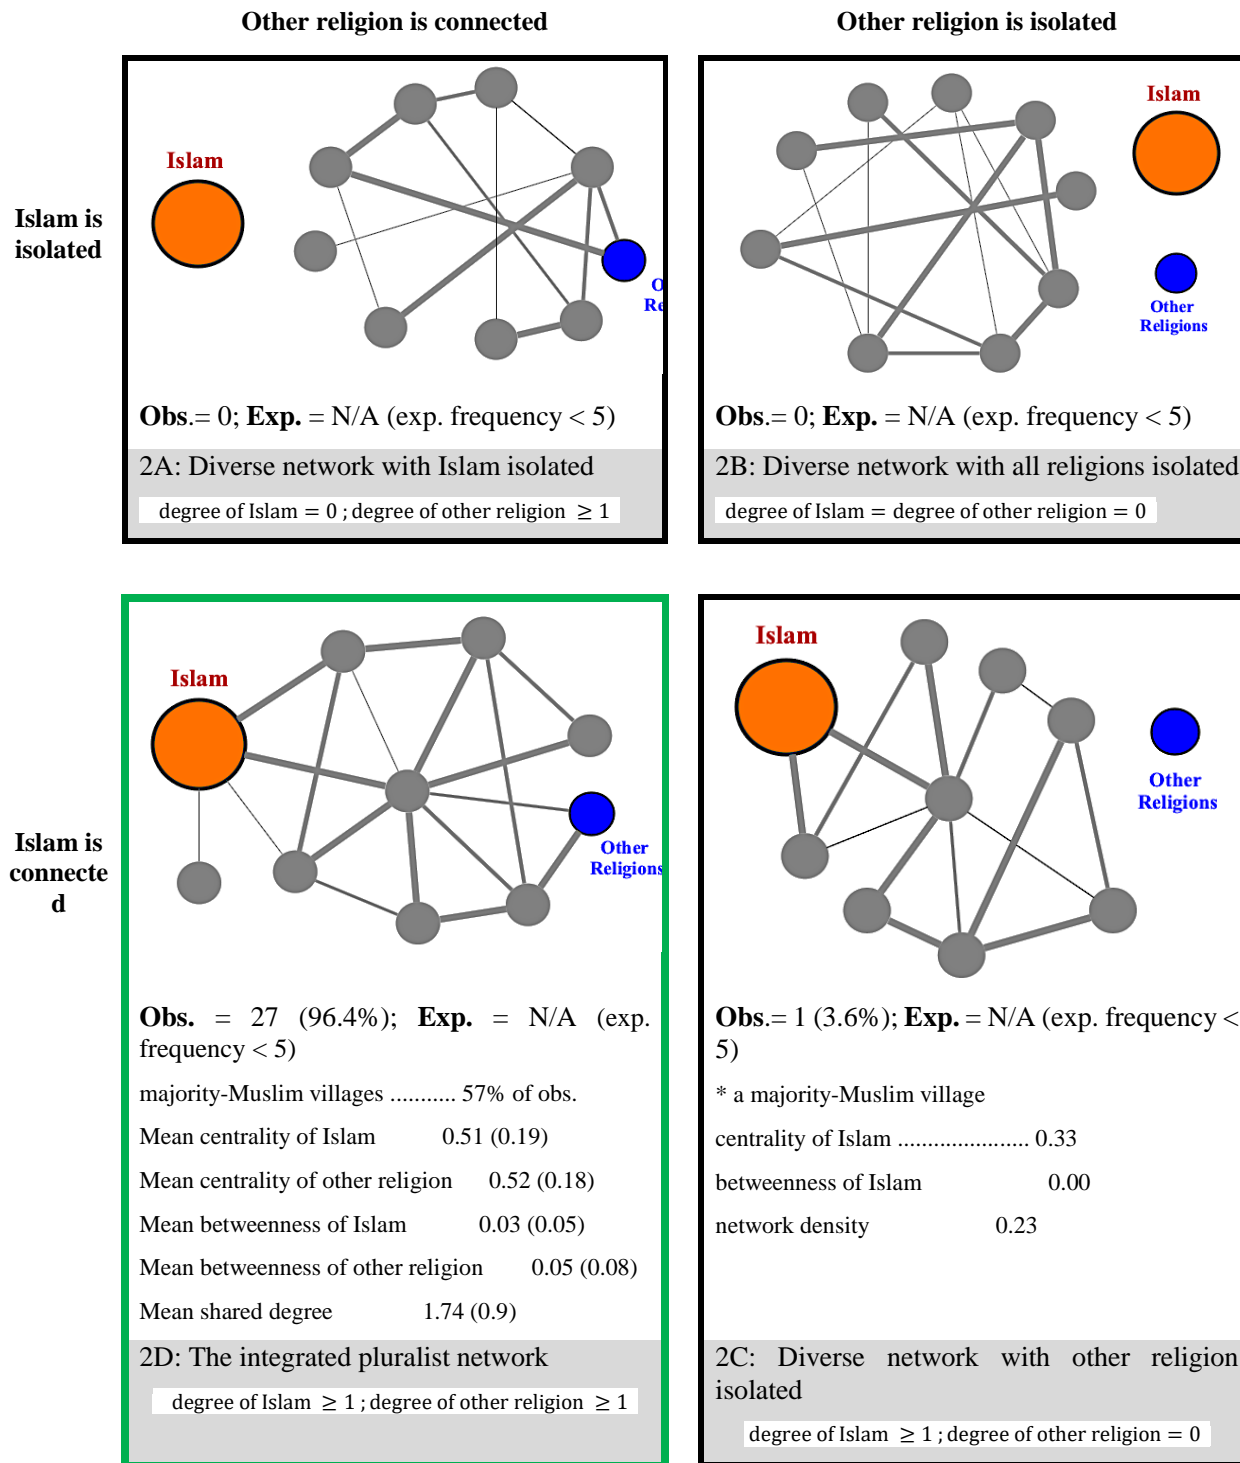 Other religion is connected
Other religion is isolated
Islam is
isolated
Islam
O
Re
Obs.= 0; Exp. = N/A (exp. frequency < 5)
2A: Diverse network with Islam isolated
degree of Islam = 0 ; degree of other religion ≥ 1
Islam
Other
Religions
Obs.= 0; Exp. = N/A (exp. frequency < 5)
2B: Diverse network with all religions isolated
degree of Islam = degree of other religion = 0
Islam is
connecte
d
Islam
Other
Religions
Obs. = 27 (96.4%); Exp. = N/A (exp.
frequency < 5)
majority-Muslim villages ........... 57% of obs.
Mean centrality of Islam 0.51 (0.19)
Mean centrality of other religion 0.52 (0.18)
Mean betweenness of Islam 0.03 (0.05)
Mean betweenness of other religion 0.05 (0.08)
Mean shared degree 1.74 (0.9)
2D: The integrated pluralist network
degree of Islam ≥ 1 ; degree of other religion ≥ 1
Islam
Other
Religions
Obs.= 1 (3.6%); Exp. = N/A (exp. frequency <
5)
* a majority-Muslim village
centrality of Islam ...................... 0.33
betweenness of Islam 0.00
network density 0.23
2C: Diverse network with other religion
isolated
degree of Islam ≥ 1 ; degree of other religion = 0